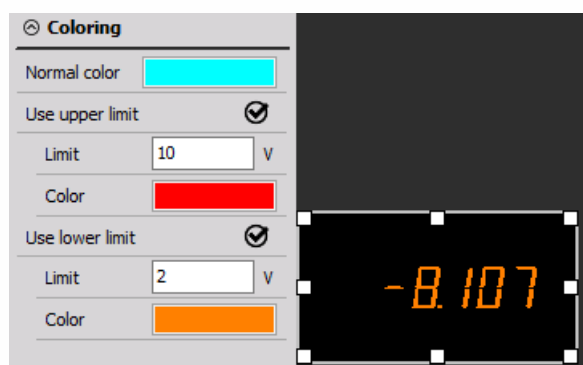 Coloring
Normal color
Use upper limit
Limit 10 V
Color
Use lower limit
Limit 2 V
Color
-8.107